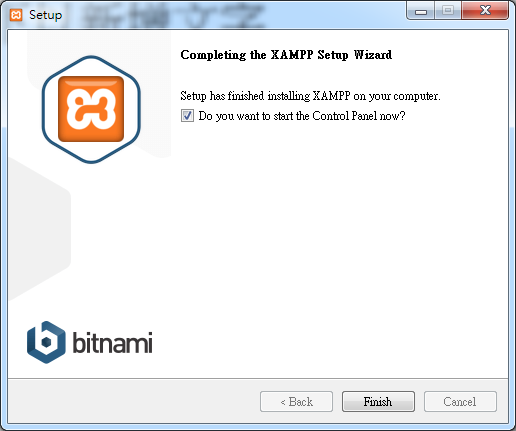 Setup
Completing the XAMPP Setup Wizard
Setup has finished installing XAMPP on your computer.
Do you want to start the Control Panel now?
bitnami
< Back
Finish
Cancel